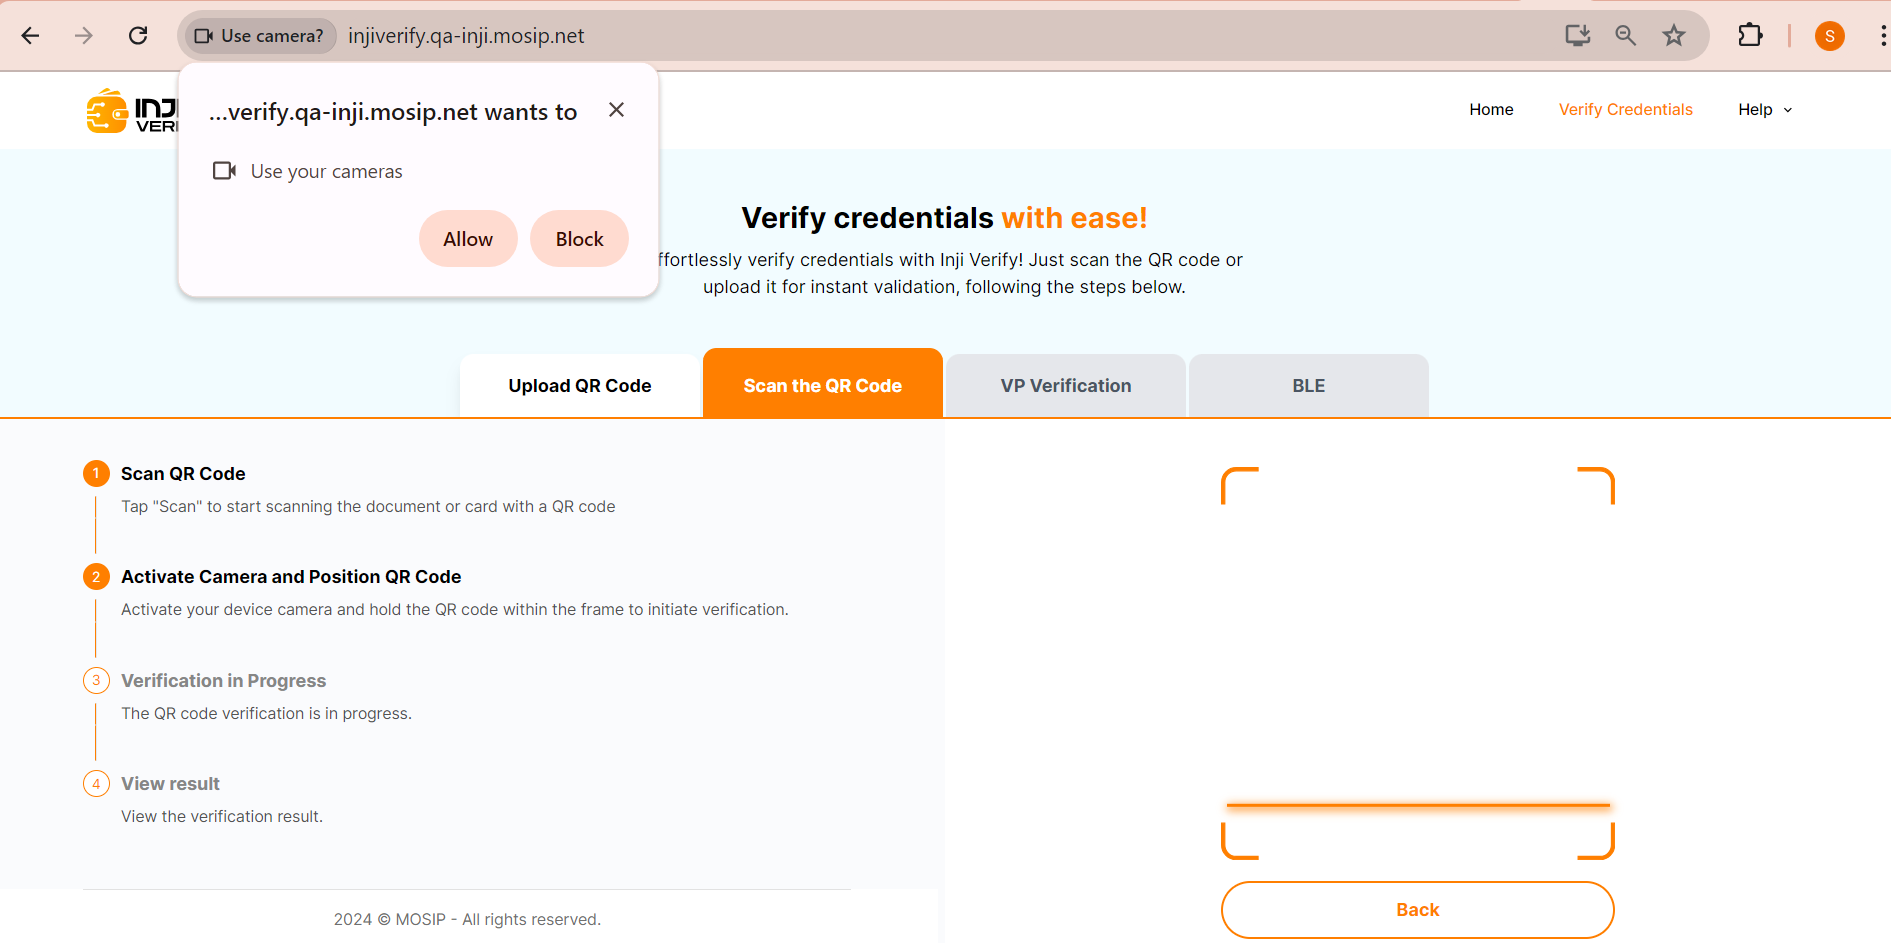 Use camera?
injiverify.qa-inji.mosip.net
S
...verify.qa-inji.mosip.net wants to
Use your cameras
Allow
Block
INJI
VERI
Home
Verify Credentials
Help
Verify credentials with ease!
ffortlessly verify credentials with Inji Verify! Just scan the QR code or
upload it for instant validation, following the steps below.
Upload QR Code
Scan the QR Code
VP Verification
BLE
1
Scan QR Code
Tap "Scan" to start scanning the document or card with a QR code
2
Activate Camera and Position QR Code
Activate your device camera and hold the QR code within the frame to initiate verification.
3
Verification in Progress
The QR code verification is in progress.
4
View result
View the verification result.
Back
2024 © MOSIP - All rights reserved.